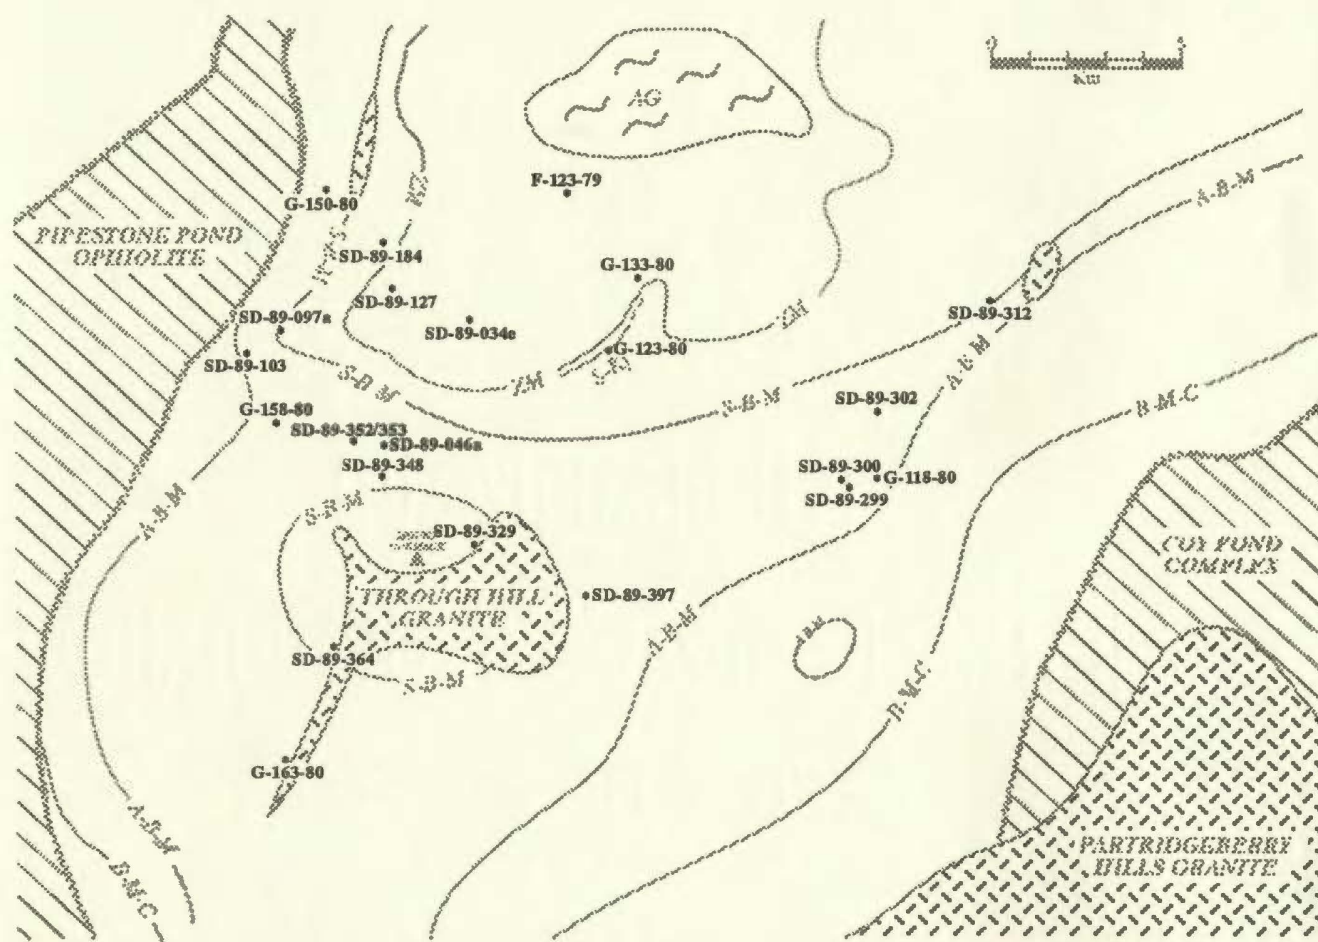 AG
F-123-79
G-150-80
PIPESTONE POND
OPHIOLITE
SD-89-184
G-133-80
SD-89-127
SD-89-312
SD-89-097a
SD-89-034e
G-123-80
SD-89-103
S-B-M
S-B-M
SD-89-302
A-B-M
A-B-M
B-M-C
G-158-80
SD-89-352/353
SD-89-046a
SD-89-348
SD-89-300
G-118-80
SD-89-299
A-B-M
S-B-M
SD-89-329
COY POND
COMPLEX
THROUGH HILL
GRANITE
SD-89-397
A-B-M
SD-89-364
S-B-M
B-M-C
G-163-80
A-B-M
B-M-C
PARTRIDGEBERRY
HILLS GRANITE